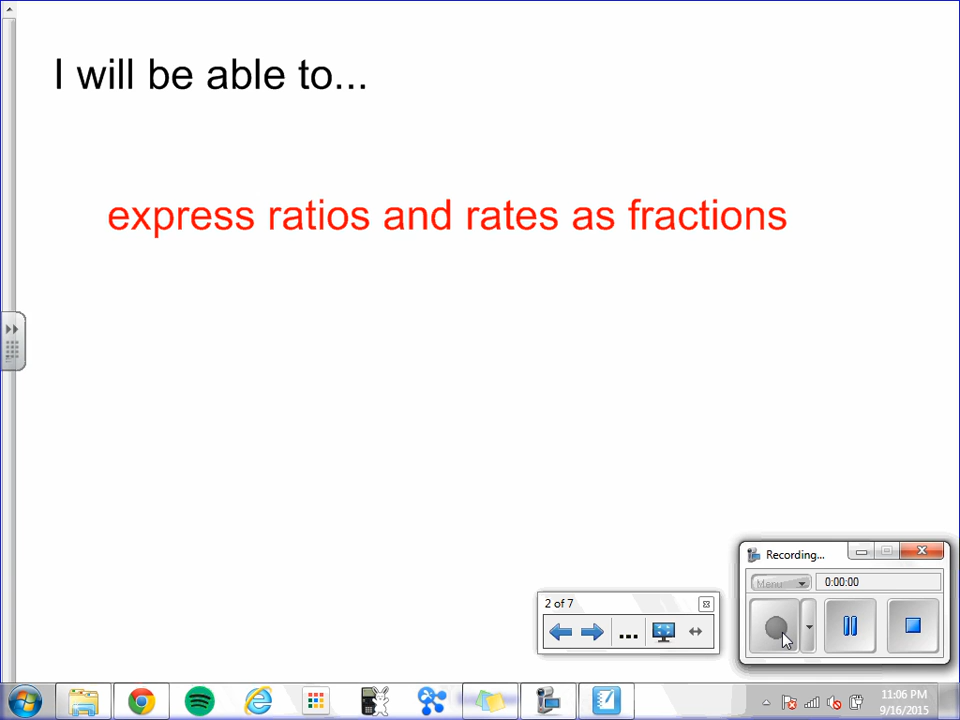 I will be able to...
express ratios and rates as fractions
Recording...
Menu
0:00:00
2 of 7
...
11:06 PM
9/16/2015